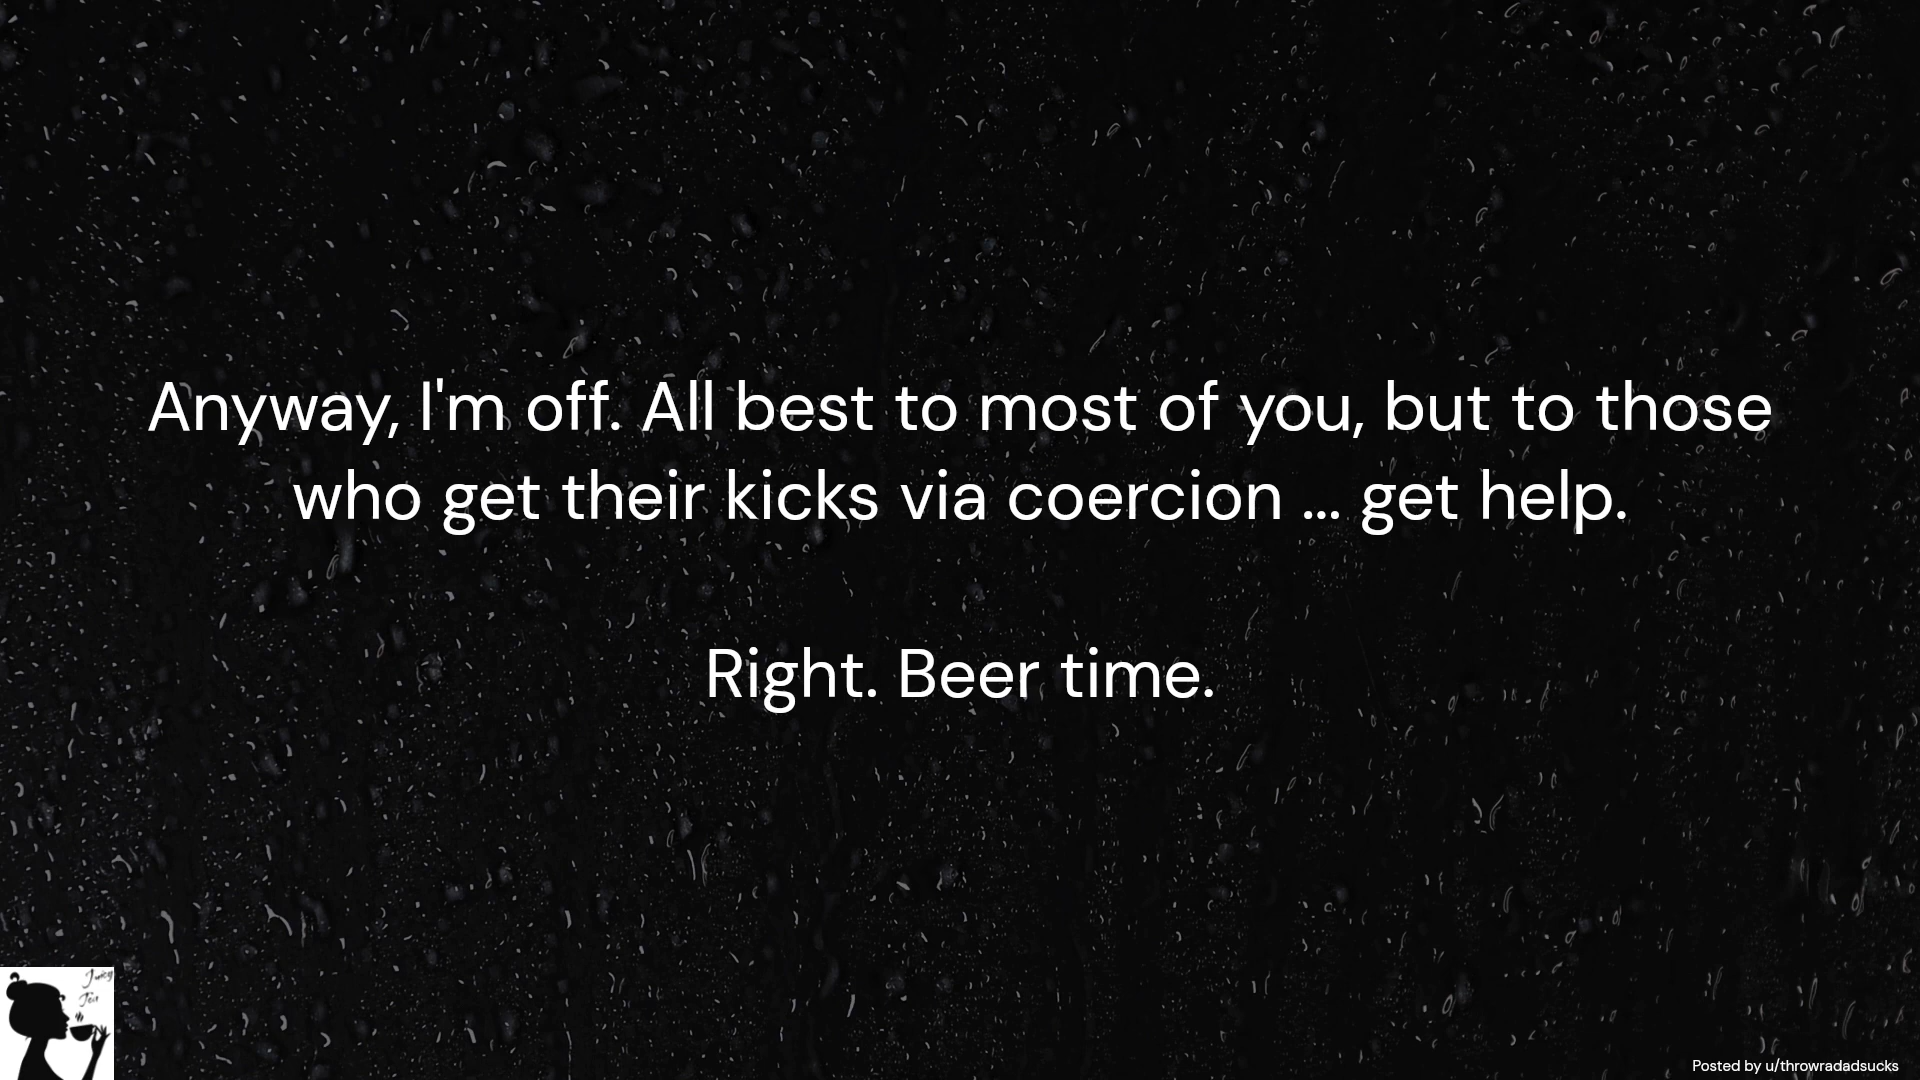 Anyway, I'm off. All best to most of you, but to those
who get their kicks via coercion ... get help.
Right. Beer time.
Juicy
Posted by u/throwradadsucks